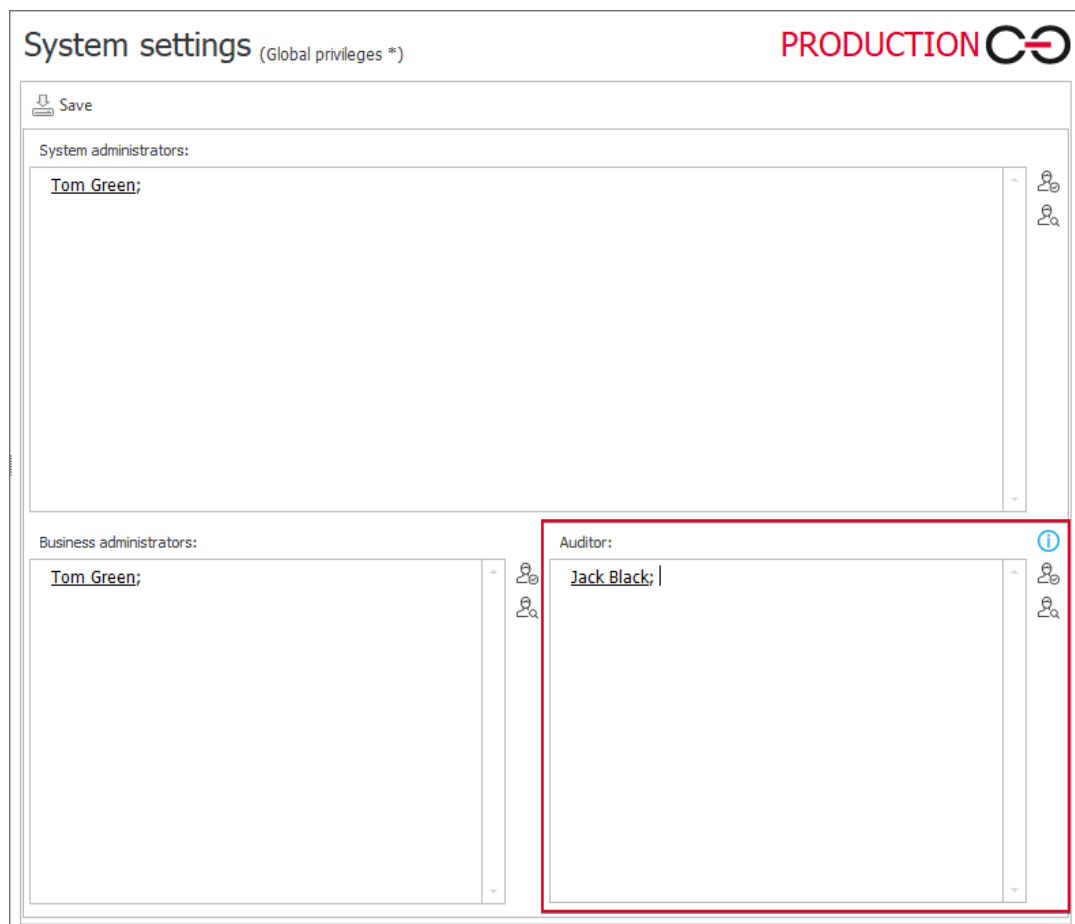 System settings (Global privileges *)
PRODUCTION
Save
System administrators:
Tom Green;
Business administrators:
Tom Green;
Auditor:
Jack Black;